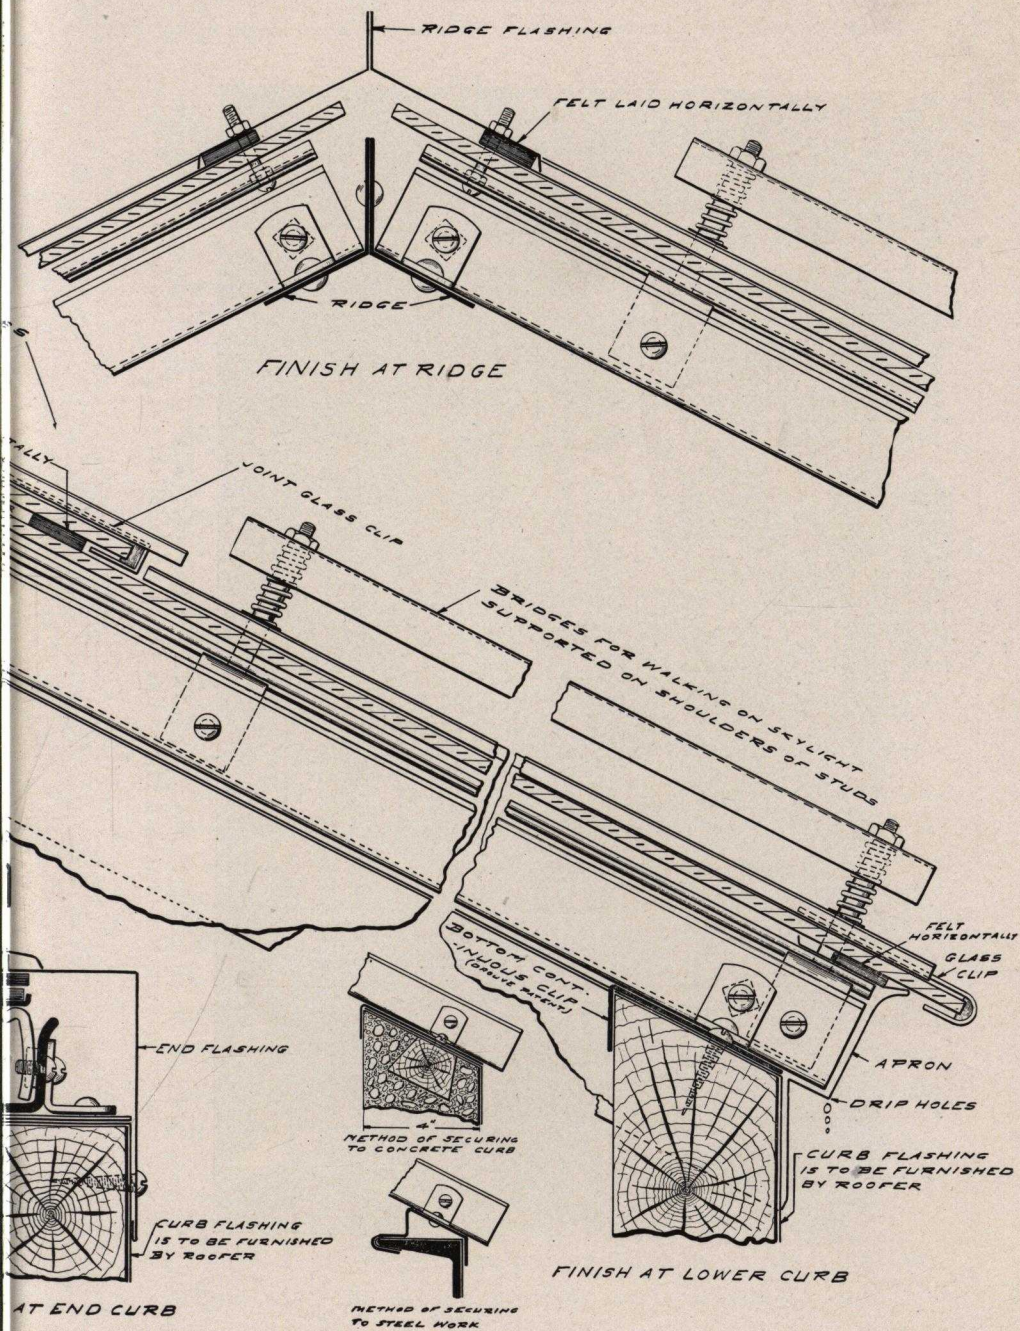 RIDGE FLASHING
FELT LAID HORIZONTALLY
RIDGE
FINISH AT RIDGE
JOINT GLASS CLIP
BRIDGES FOR WALKING ON SKYLIGHT
SUPPORTED ON SHOULDERS OF STUDS
FELT
HORIZONTALLY
GLASS
CLIP
BOTTOM CONT-
-INUOUS CLIP
(DROUVE PATENT)
END FLASHING
APRON
DRIP HOLES
4"
METHOD OF SECURING
TO CONCRETE CURB
CURB FLASHING
IS TO BE FURNISHED
BY ROOFER
CURB FLASHING
IS TO BE FURNISHED
BY ROOFER
FINISH AT LOWER CURB
AT END CURB
METHOD OF SECURING
TO STEEL WORK